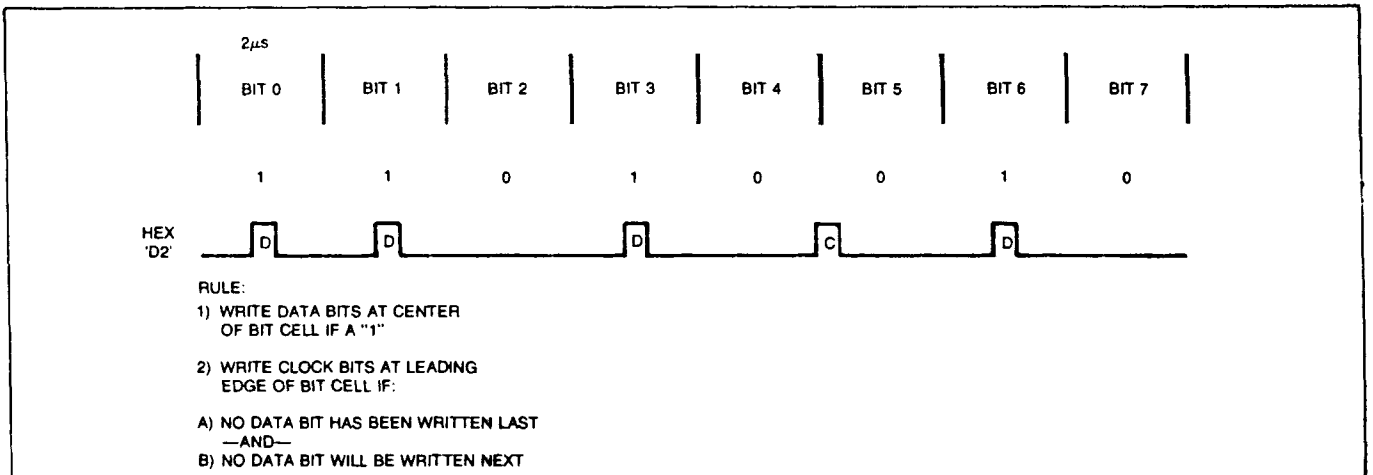 2μs
BIT 0 BIT 1 BIT 2 BIT 3 BIT 4 BIT 5 BIT 6 BIT 7
1 1 0 1 0 0 1 0
HEX
'D2'
D D D C D
RULE:
1) WRITE DATA BITS AT CENTER
OF BIT CELL IF A "1"
2) WRITE CLOCK BITS AT LEADING
EDGE OF BIT CELL IF:
A) NO DATA BIT HAS BEEN WRITTEN LAST
—AND—
B) NO DATA BIT WILL BE WRITTEN NEXT